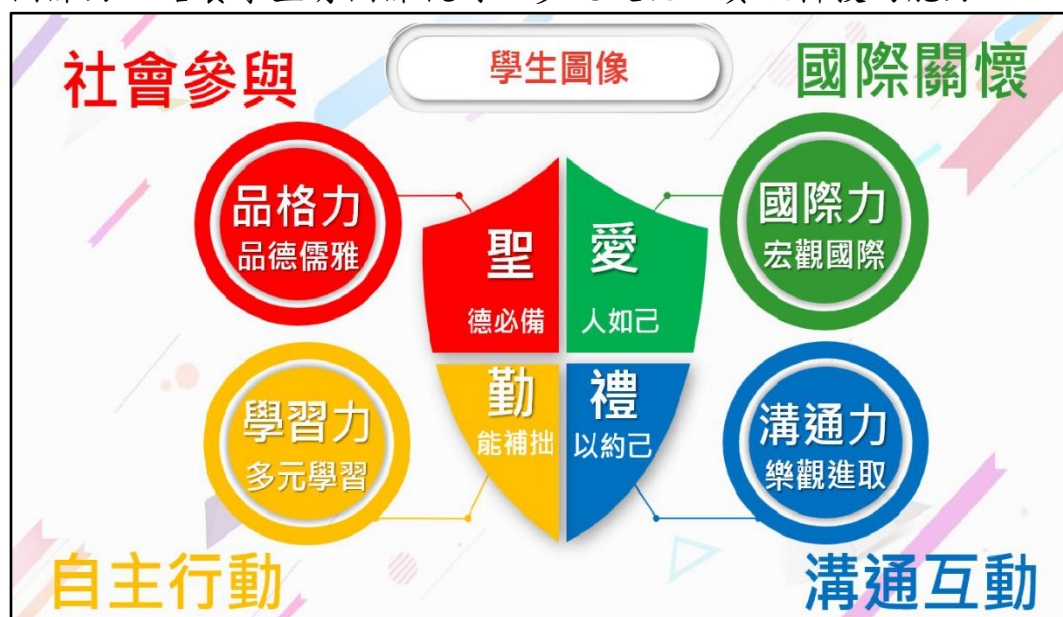 學生圖像
社會參與
國際關懷
品格力
品德儒雅
聖
德必備
愛
人如己
國際力
宏觀國際
學習力
多元學習
勤
能補拙
禮
以約己
溝通力
樂觀進取
自主行動
溝通互動